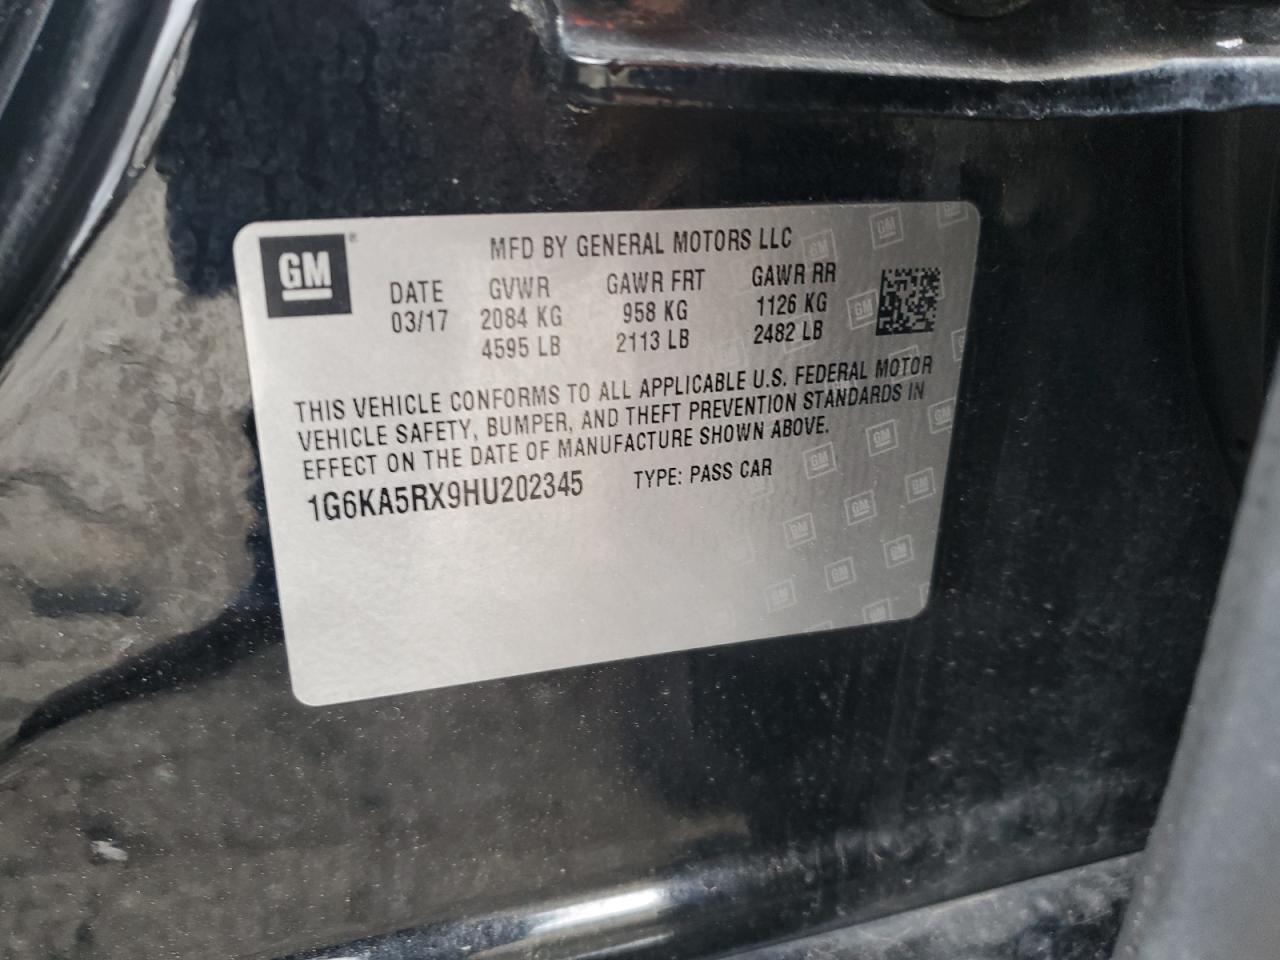 GM
MFD BY GENERAL MOTORS LLC
DATE GVWR GAWR FRT GAWR RR
03/17 2084 KG 958 KG 1126 KG
4595 LB 2113 LB 2482 LB
THIS VEHICLE CONFORMS TO ALL APPLICABLE U.S. FEDERAL MOTOR
VEHICLE SAFETY, BUMPER, AND THEFT PREVENTION STANDARDS IN
EFFECT ON THE DATE OF MANUFACTURE SHOWN ABOVE.
1G6KA5RX9HU202345 TYPE: PASS CAR